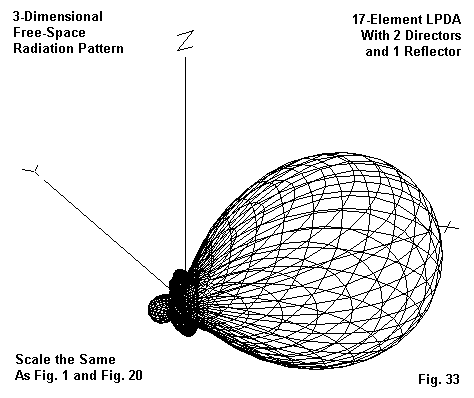 3-Dimensional
Free-Space
Radiation Pattern
17-Element LPDA
With 2 Directors
and 1 Reflector
Z
Y
Scale the Same
As Fig. 1 and Fig. 20
Fig. 33